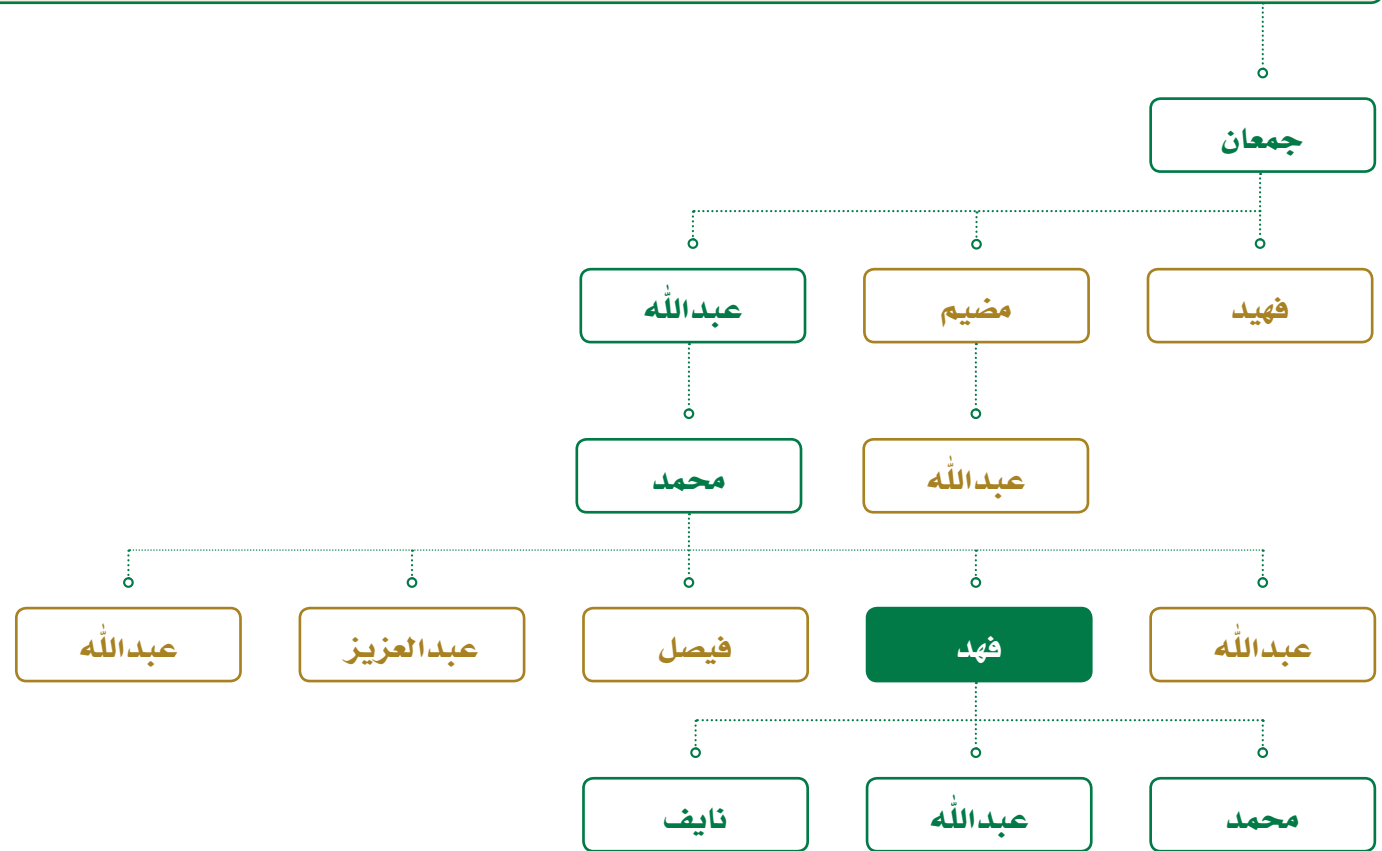 جمعان
فهيد مضيم عبدالله
عبدالله محمد
عبدالله فهد فيصل عبدالعزيز عبدالله
محمد عبدالله نايف